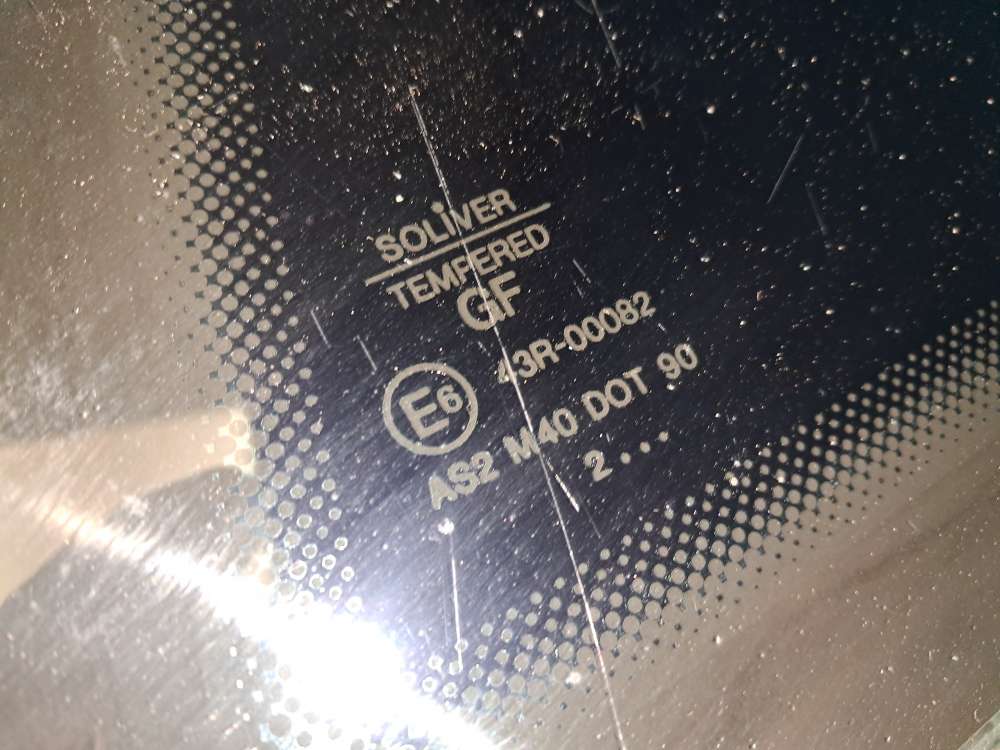 SOLIVER
TEMPERED
GF
E6 43R-00082
AS2 M40 DOT 90
2 ...